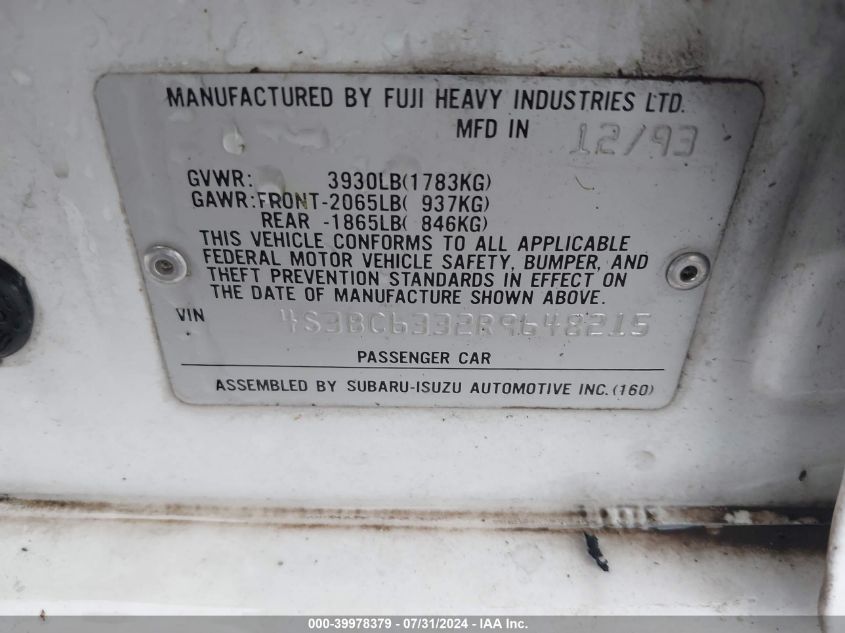 MANUFACTURED BY FUJI HEAVY INDUSTRIES LTD.
MFD IN 12/93
GVWR: 3930LB(1783KG)
GAWR:FRONT-2065LB( 937KG)
REAR -1865LB( 846KG)
THIS VEHICLE CONFORMS TO ALL APPLICABLE
FEDERAL MOTOR VEHICLE SAFETY, BUMPER, AND
THEFT PREVENTION STANDARDS IN EFFECT ON
THE DATE OF MANUFACTURE SHOWN ABOVE.
VIN 4S3BC6332R9648215
PASSENGER CAR
ASSEMBLED BY SUBARU-ISUZU AUTOMOTIVE INC.(160)
000-39978379 - 07/31/2024 - IAA Inc.